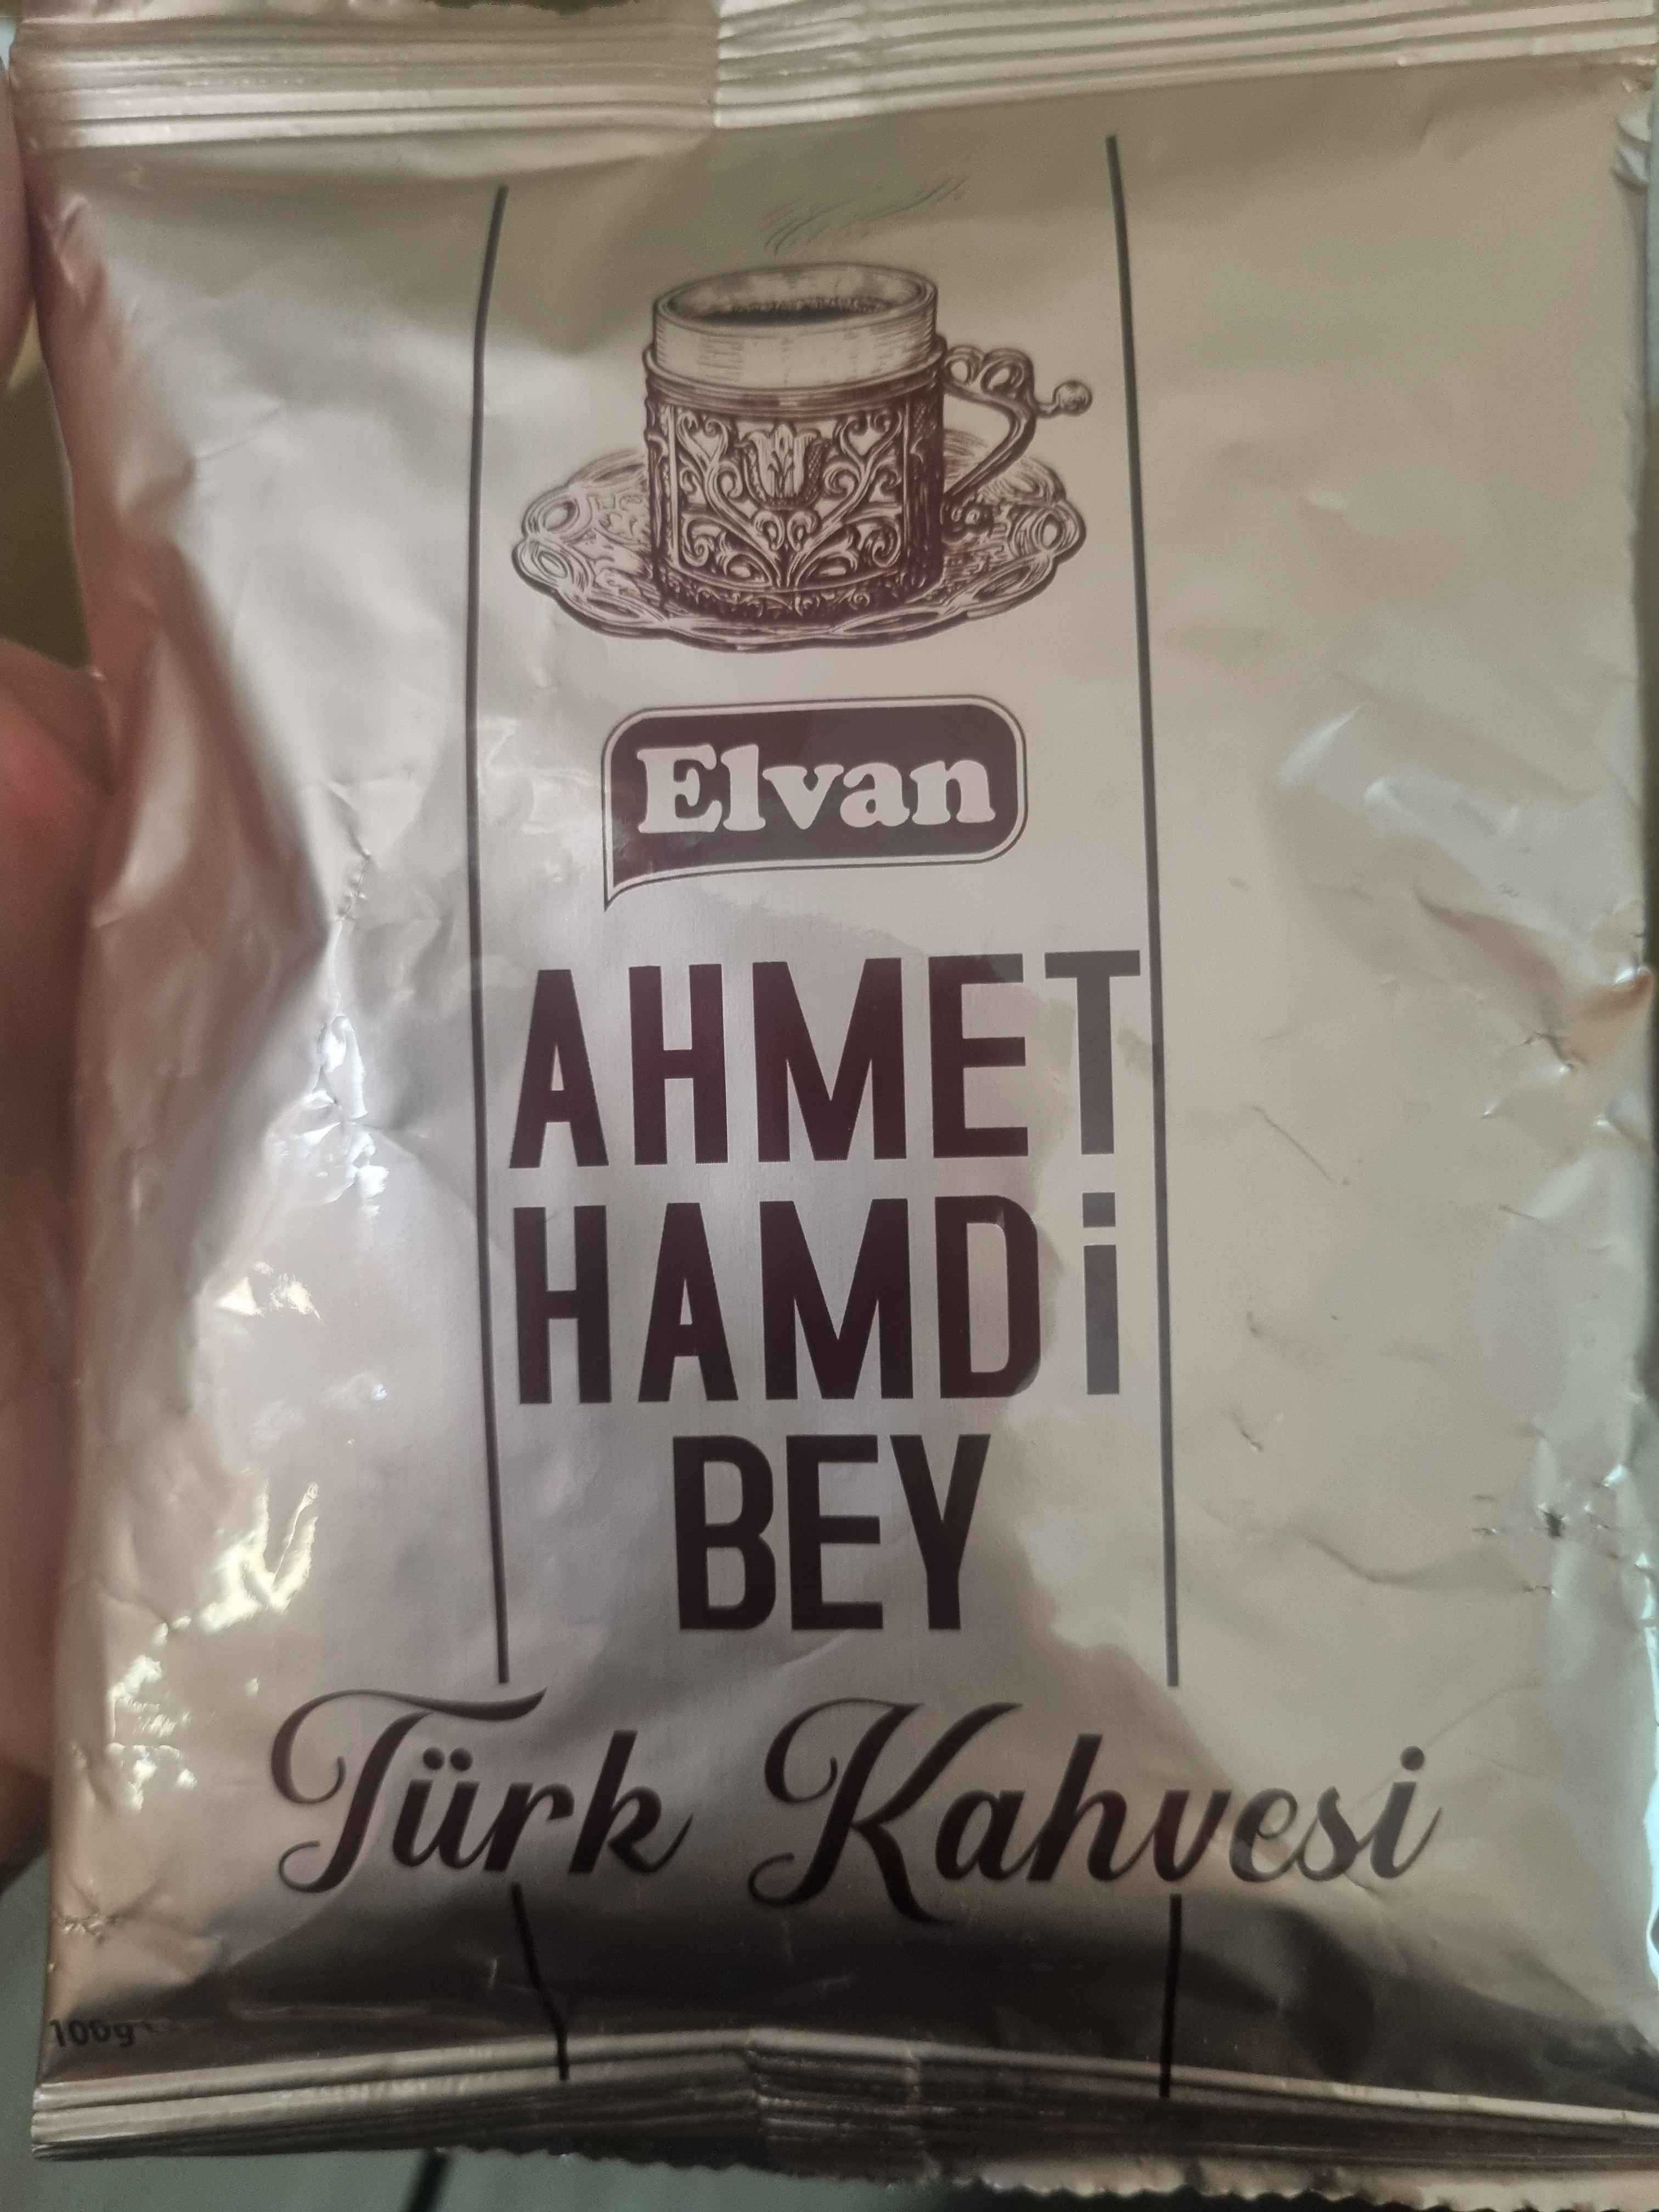 Elvan
AHMET
HAMDİ
BEY
Türk Kahvesi
100g